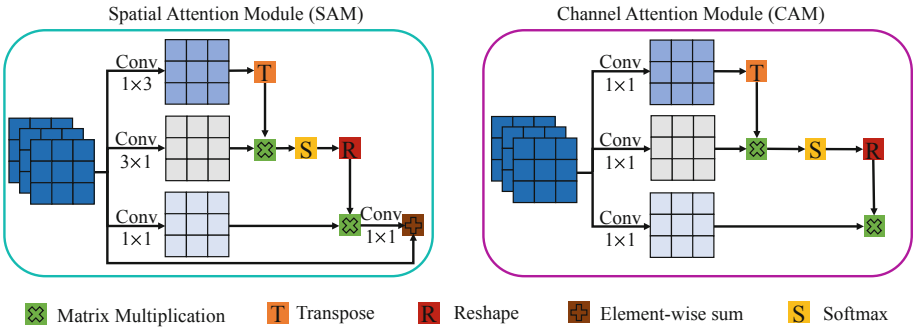 Spatial Attention Module (SAM)
Channel Attention Module (CAM)
Conv
1×3
T
Conv
3×1
S
R
Conv
1×1
Conv
1×1
Conv
1×1
T
Conv
1×1
S
R
Conv
1×1
Matrix Multiplication
T
Transpose
R
Reshape
Element-wise sum
S
Softmax